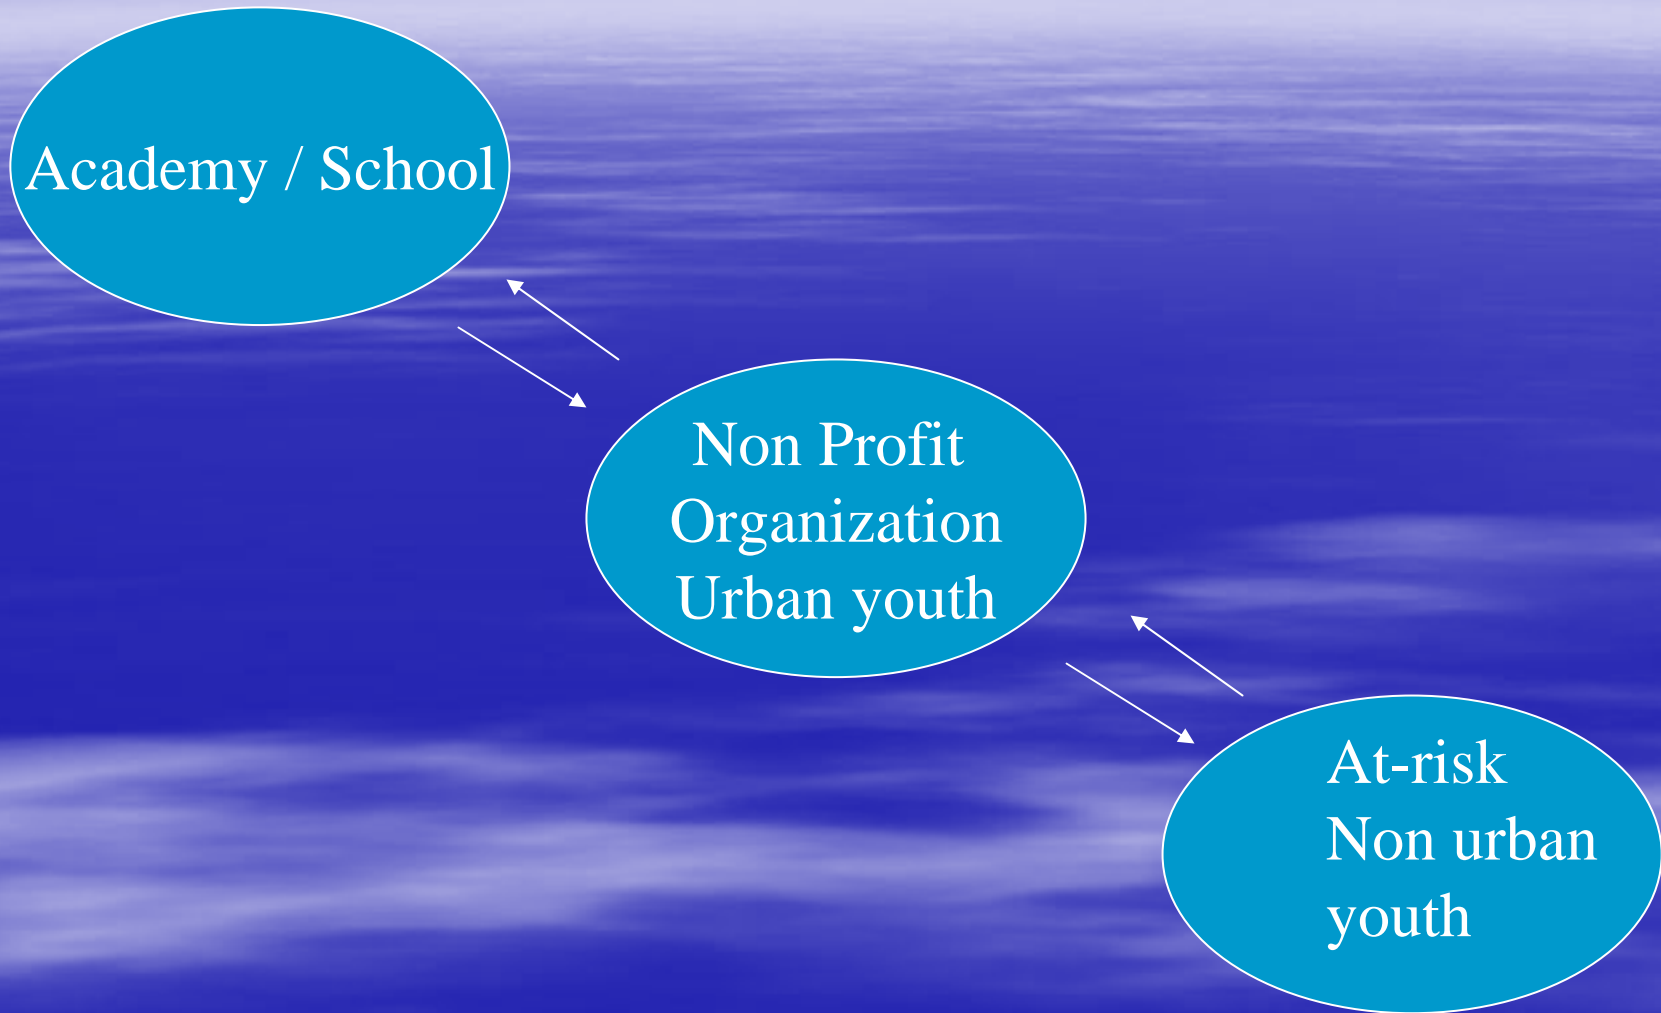 Academy / School
Non Profit
Organization
Urban youth
At-risk
Non urban
youth